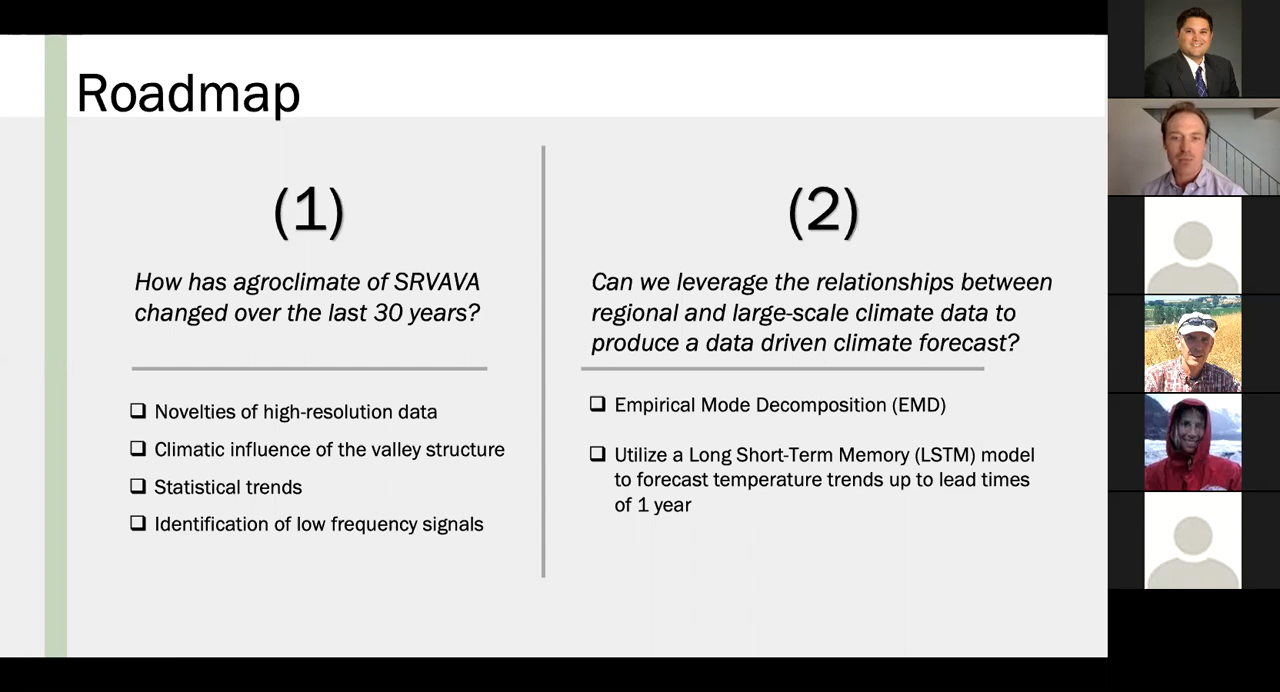 Roadmap
(1)
How has agroclimate of SRVAVA
changed over the last 30 years?
Novelties of high-resolution data
Climatic influence of the valley structure
Statistical trends
Identification of low frequency signals
(2)
Can we leverage the relationships between
regional and large-scale climate data to
produce a data driven climate forecast?
Empirical Mode Decomposition (EMD)
Utilize a Long Short-Term Memory (LSTM) model
to forecast temperature trends up to lead times
of 1 year